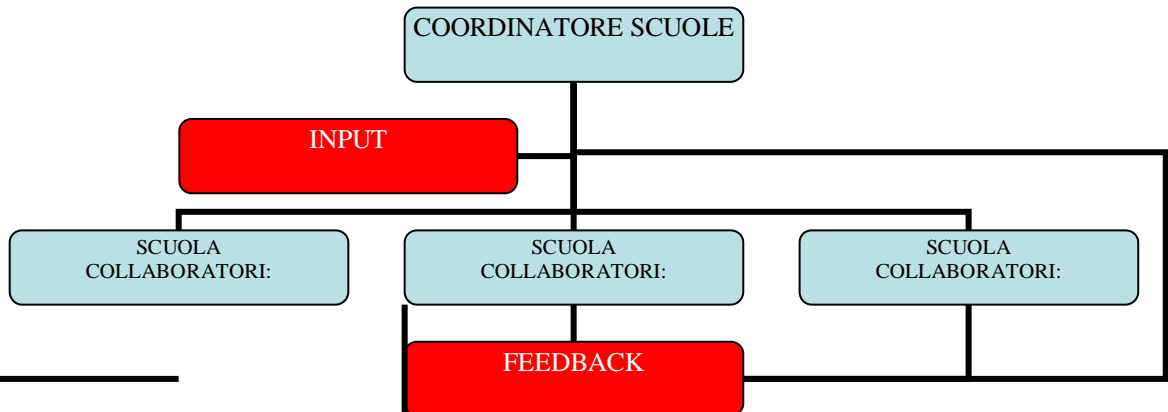 COORDINATORE SCUOLE
INPUT
SCUOLA
COLLABORATORI:
SCUOLA
COLLABORATORI:
SCUOLA
COLLABORATORI:
FEEDBACK